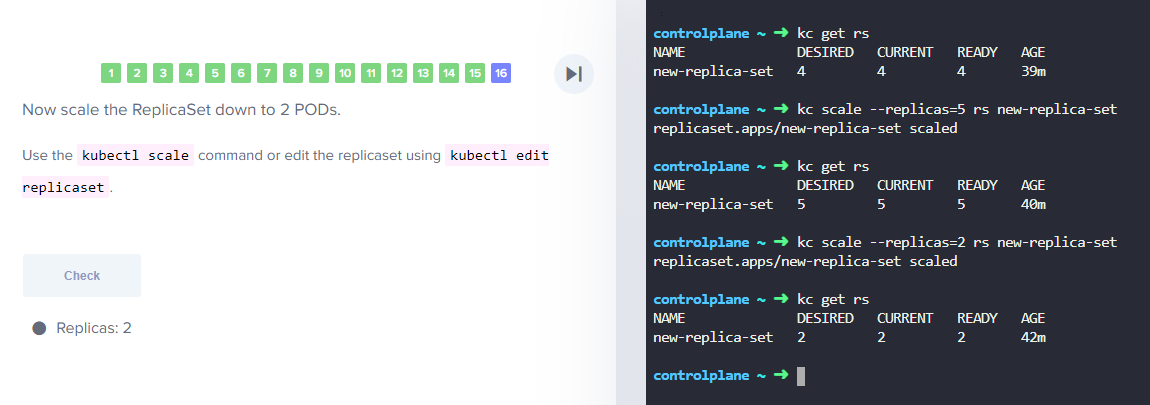 1 2 3 4 5 6 7 8 9 10 11 12 13 14 15 16
Now scale the ReplicaSet down to 2 PODs.
Use the kubectl scale command or edit the replicaset using kubectl edit
replicaset .
Check
Replicas: 2
controlplane ~ ➜ kc get rs
NAME DESIRED CURRENT READY AGE
new-replica-set 4 4 4 39m
controlplane ~ ➜ kc scale --replicas=5 rs new-replica-set
replicaset.apps/new-replica-set scaled
controlplane ~ ➜ kc get rs
NAME DESIRED CURRENT READY AGE
new-replica-set 5 5 5 40m
controlplane ~ ➜ kc scale --replicas=2 rs new-replica-set
replicaset.apps/new-replica-set scaled
controlplane ~ ➜ kc get rs
NAME DESIRED CURRENT READY AGE
new-replica-set 2 2 2 42m
controlplane ~ ➜